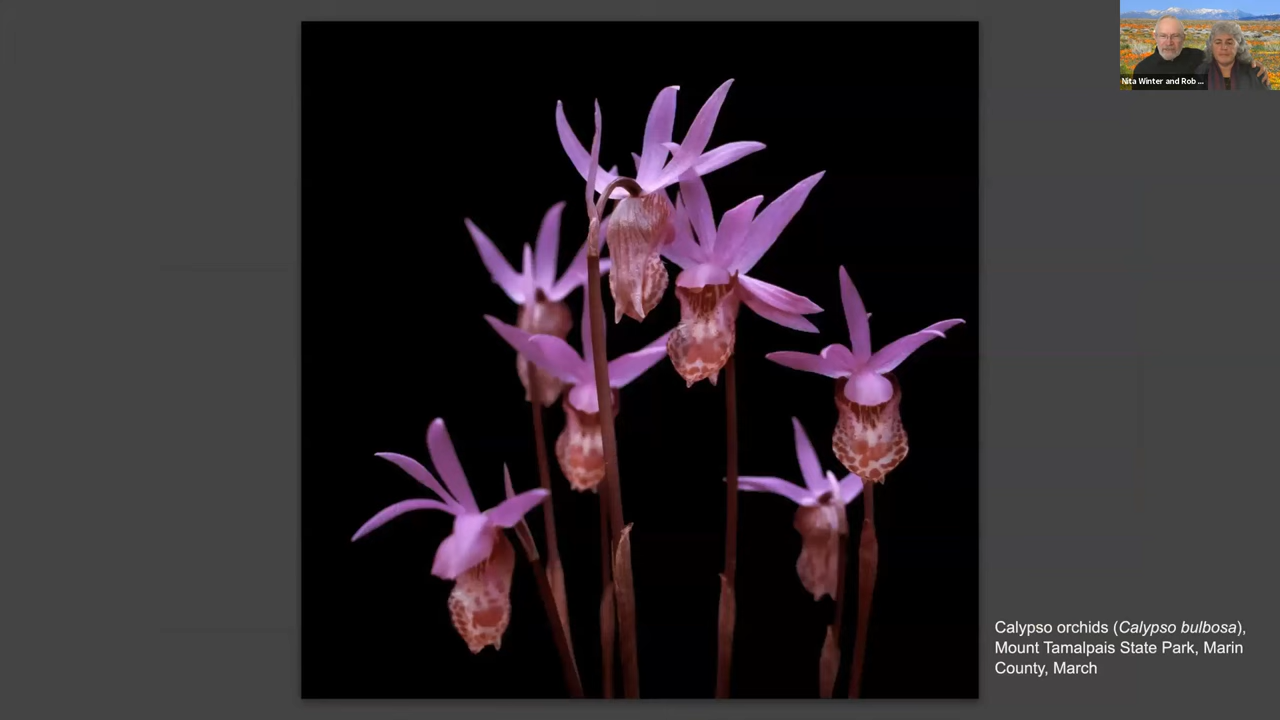 Nita Winter and Rob ...
Calypso orchids (Calypso bulbosa),
Mount Tamalpais State Park, Marin
County, March